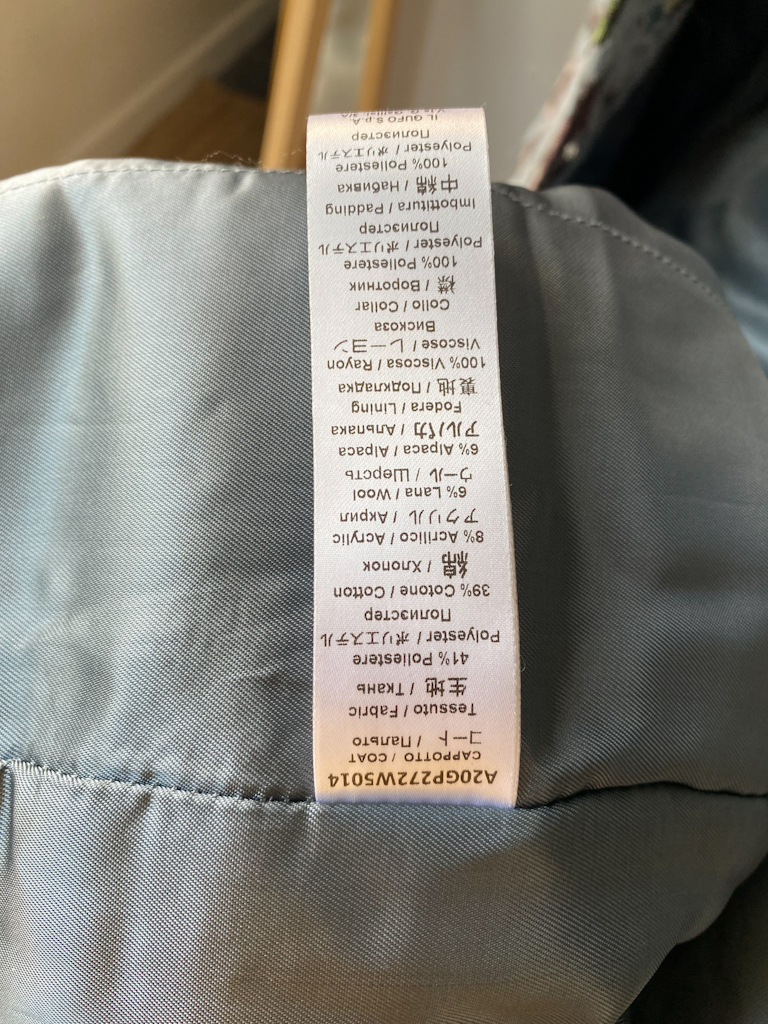 A20GP272W5014
CAPPOTTO / COAT
コート / Пальто
Tessuto / Fabric
生地 / Ткань
41% Poliestere
Polyester / ポリエステル
Полиэстер
39% Cotone / Cotton
綿 / Хлопок
8% Acrilico / Acrylic
アクリル / Акрил
6% Lana / Wool
ウール / Шерсть
6% Alpaca / Alpaca
アルパカ / Альпака
Fodera / Lining
裏地 / Подкладка
100% Viscosa / Rayon
Viscose / レーヨン
Вискоза
Collo / Collar
襟 / Воротник
100% Poliestere
Polyester / ポリエステル
Полиэстер
Imbottitura / Padding
中綿 / Набивка
100% Poliestere
Polyester / ポリエステル
Полиэстер
IL GUFO S.p.A.